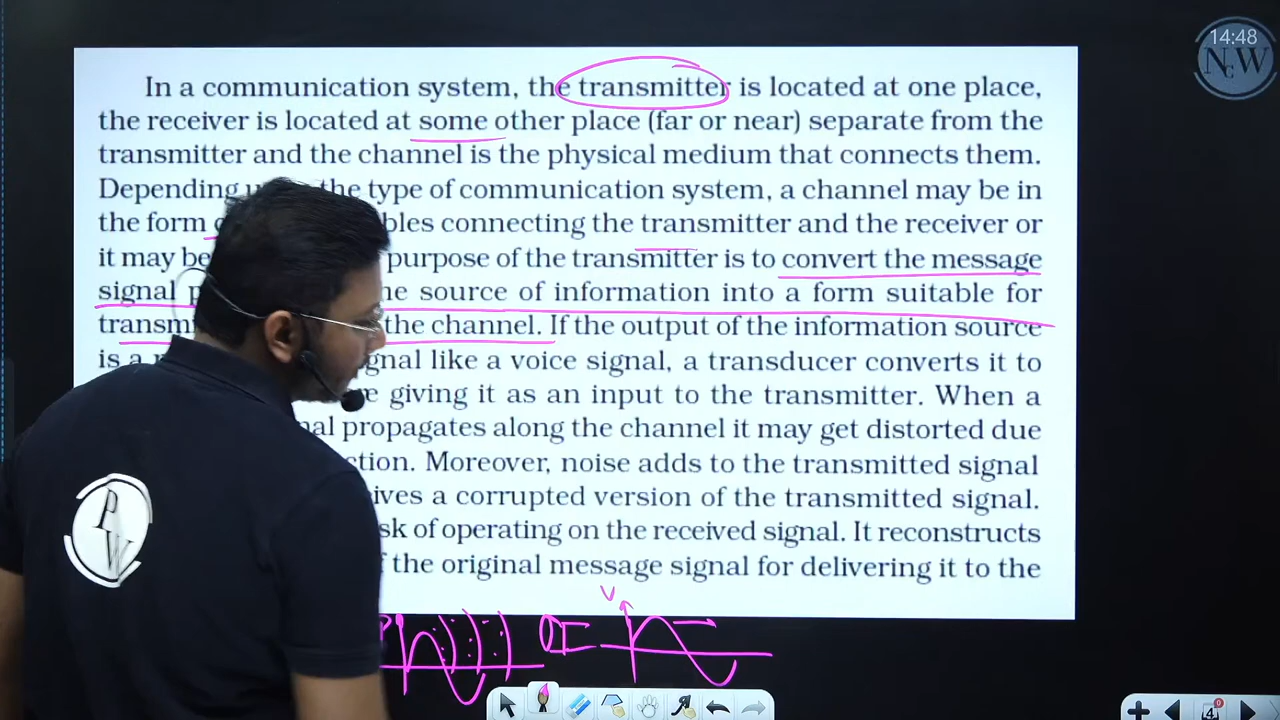 14:48
NcW
In a communication system, the transmitter is located at one place,
the receiver is located at some other place (far or near) separate from the
transmitter and the channel is the physical medium that connects them.
Depending the type of communication system, a channel may be in
the form connecting the transmitter and the receiver or
it may be purpose of the transmitter is to convert the message
signal source of information into a form suitable for
the channel. If the output of the information source
is a like a voice signal, a transducer converts it to
giving it as an input to the transmitter. When a
propagates along the channel it may get distorted due
Moreover, noise adds to the transmitted signal
a corrupted version of the transmitted signal.
of operating on the received signal. It reconstructs
the original message signal for delivering it to the
P
W
V
4